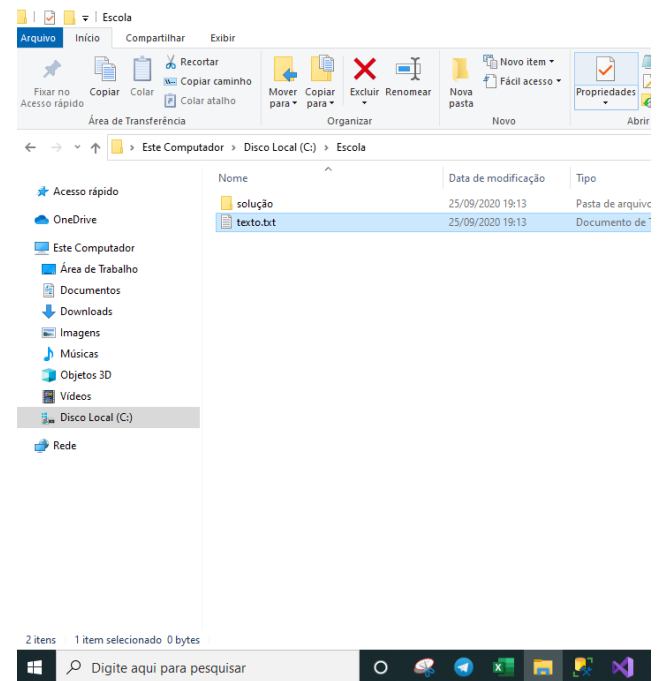 Escola
Arquivo Início Compartilhar Exibir
Fixar no Acesso rápido
Copiar
Colar
Recortar
Copiar caminho
Colar atalho
Mover para
Copiar para
Excluir
Renomear
Nova pasta
Novo item
Fácil acesso
Propriedades
Área de Transferência Organizar Novo Abrir
Este Computador > Disco Local (C:) > Escola
Nome Data de modificação Tipo
solução 25/09/2020 19:13 Pasta de arquivo
texto.txt 25/09/2020 19:13 Documento de T
Acesso rápido
OneDrive
Este Computador
Área de Trabalho
Documentos
Downloads
Imagens
Músicas
Objetos 3D
Vídeos
Disco Local (C:)
Rede
2 itens 1 item selecionado 0 bytes
Digite aqui para pesquisar